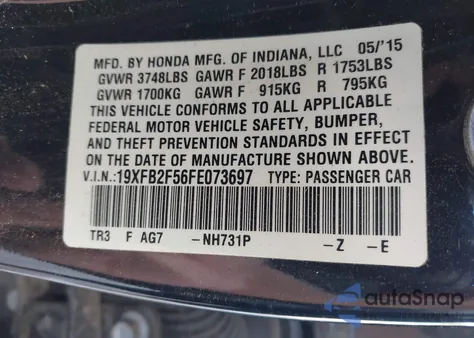 MFD. BY HONDA MFG. OF INDIANA, LLC 05/'15
GVWR 3748LBS GAWR F 2018LBS R 1753LBS
GVWR 1700KG GAWR F 915KG R 795KG
THIS VEHICLE CONFORMS TO ALL APPLICABLE
FEDERAL MOTOR VEHICLE SAFETY, BUMPER,
AND THEFT PREVENTION STANDARDS IN EFFECT
ON THE DATE OF MANUFACTURE SHOWN ABOVE.
V.I.N.:19XFB2F56FE073697 TYPE: PASSENGER CAR
TR3 F AG7 -NH731P -Z -E
autoSnap